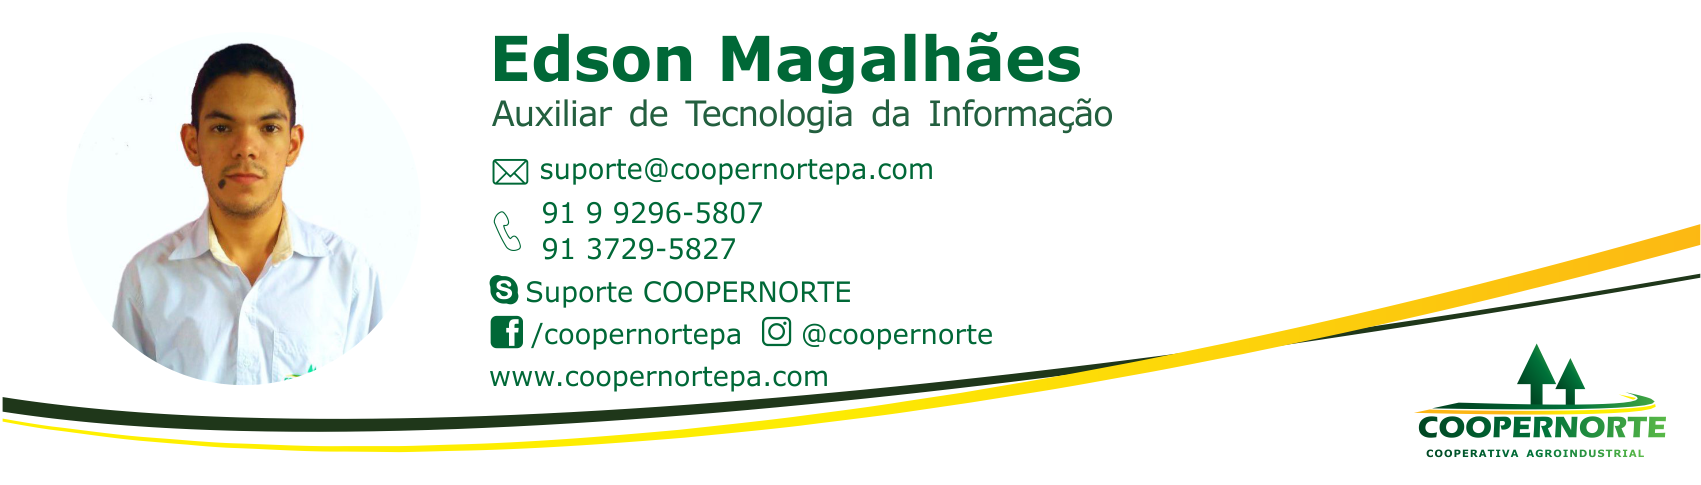 Edson Magalhães
Auxiliar de Tecnologia da Informação
suporte@coopernortepa.com
91 9 9296-5807
91 3729-5827
Suporte COOPERNORTE
/coopernortepa @coopernorte
www.coopernortepa.com
COOPERNORTE
COOPERATIVA AGROINDUSTRIAL